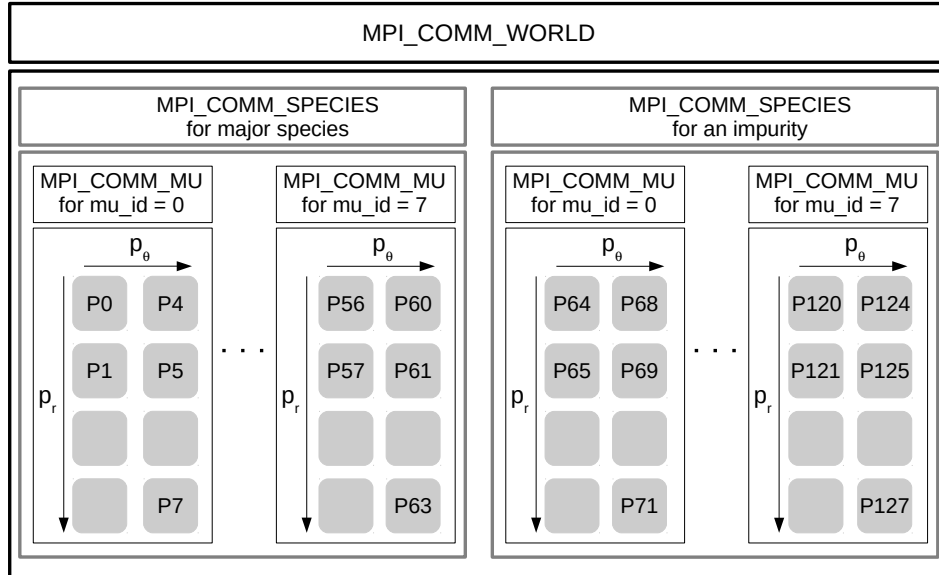 MPI_COMM_WORLD
MPI_COMM_SPECIES
for major species
MPI_COMM_MU
for mu_id = 0
pθ
pr
P0 P4
P1 P5
P7
. . .
MPI_COMM_MU
for mu_id = 7
pθ
P56 P60
P57 P61
P63
MPI_COMM_SPECIES
for an impurity
MPI_COMM_MU
for mu_id = 0
pθ
pr
P64 P68
P65 P69
P71
. . .
MPI_COMM_MU
for mu_id = 7
pθ
pr
P120 P124
P121 P125
P127